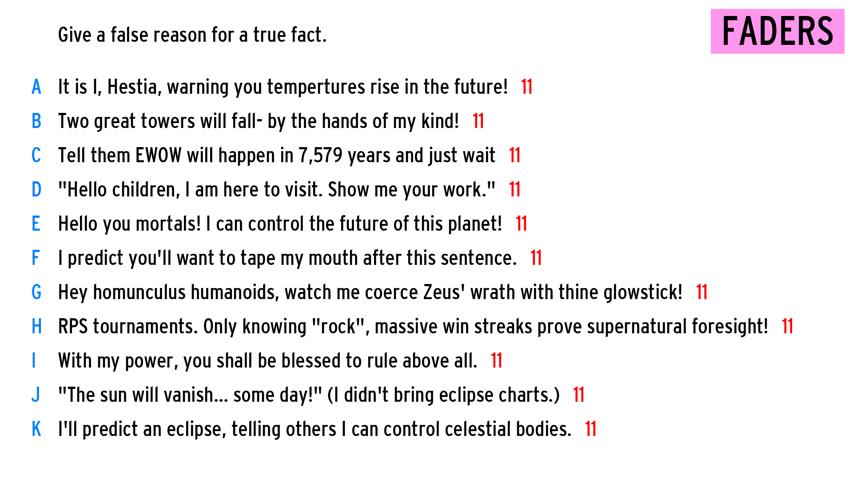 Give a false reason for a true fact.
FADERS
A It is I, Hestia, warning you tempertures rise in the future! 11
B Two great towers will fall- by the hands of my kind! 11
C Tell them EWOW will happen in 7,579 years and just wait 11
D "Hello children, I am here to visit. Show me your work." 11
E Hello you mortals! I can control the future of this planet! 11
F I predict you'll want to tape my mouth after this sentence. 11
G Hey homunculus humanoids, watch me coerce Zeus' wrath with thine glowstick! 11
H RPS tournaments. Only knowing "rock", massive win streaks prove supernatural foresight! 11
I With my power, you shall be blessed to rule above all. 11
J "The sun will vanish... some day!" (I didn't bring eclipse charts.) 11
K I'll predict an eclipse, telling others I can control celestial bodies. 11